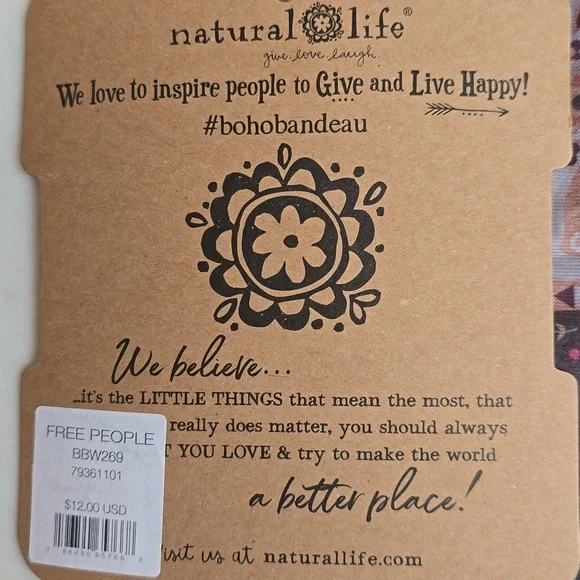 natural life®
give.love.laugh.
We love to inspire people to Give and Live Happy!
#bohobandeau
We believe...
...it's the LITTLE THINGS that mean the most, that
really does matter, you should always
T YOU LOVE & try to make the world
a better place!
visit us at naturallife.com
FREE PEOPLE
BBW269
79361101
$12.00 USD